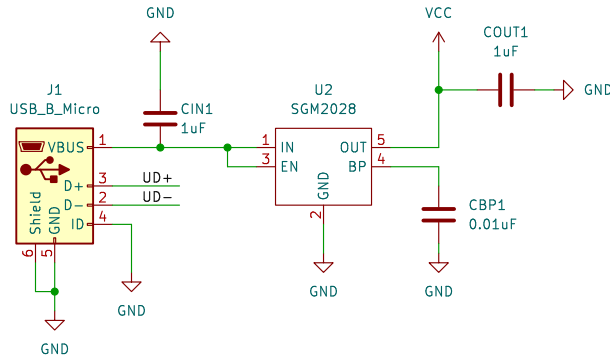 GND
VCC
COUT1
1uF
GND
J1
USB_B_Micro
CIN1
1uF
U2
SGM2028
VBUS
1
1
IN
OUT
5
3
EN
BP
4
D+
3
UD+
D-
2
UD-
ID
4
Shield
GND
GND
2
CBP1
0.01uF
6
5
GND
GND
GND
GND